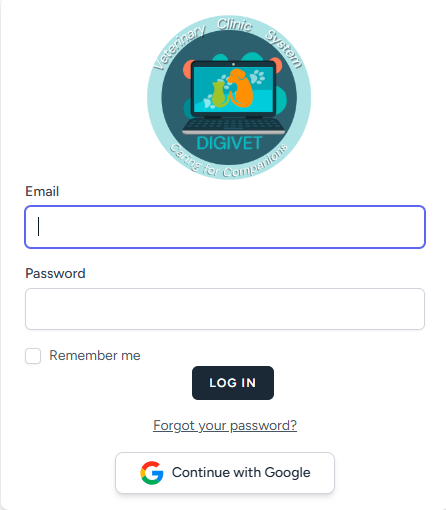 Veterinary Clinic System
DIGIVET
Caring for Companions
Email
Password
Remember me
LOG IN
Forgot your password?
Continue with Google